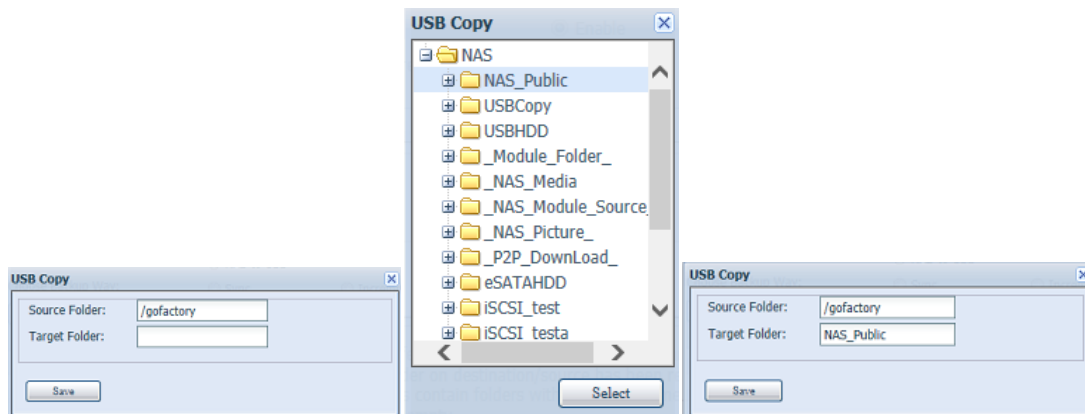 USB Copy
Source Folder: /gofactory
Target Folder:
Save
USB Copy
NAS
NAS_Public
USBCopy
USBHDD
_Module_Folder_
_NAS_Media
_NAS_Module_Source_
_NAS_Picture_
_P2P_DownLoad_
eSATAHDD
iSCSI_test
iSCSI_testa
Select
USB Copy
Source Folder: /gofactory
Target Folder: NAS_Public
Save